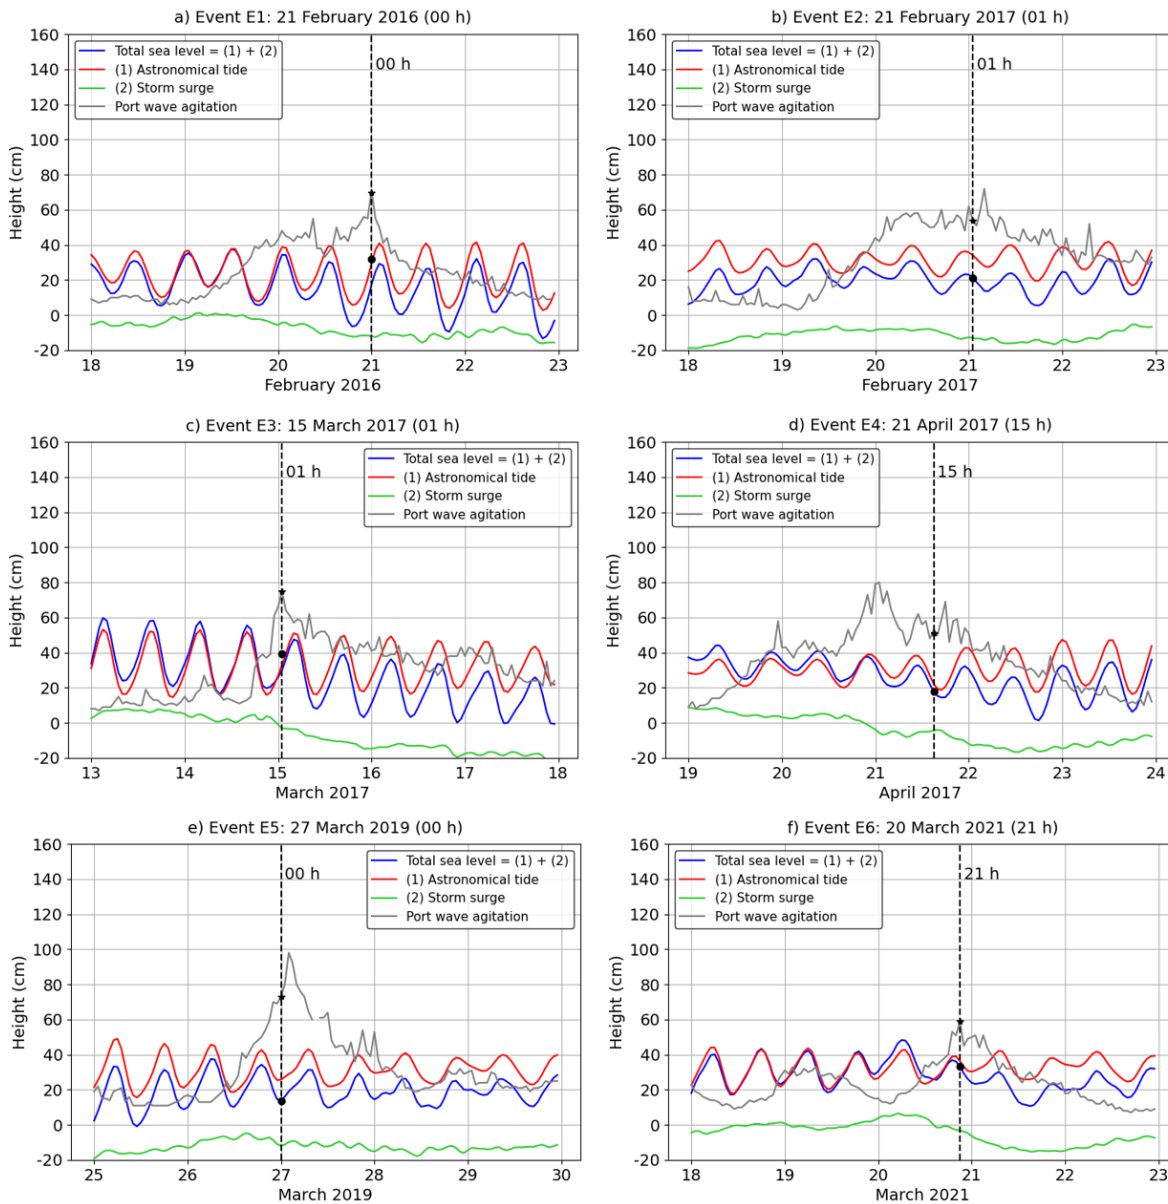 a) Event E1: 21 February 2016 (00 h)
160
140
120
100
80
60
40
20
0
-20
Height (cm)
Total sea level = (1) + (2)
(1) Astronomical tide
(2) Storm surge
Port wave agitation
00 h
18
19
20
21
22
23
February 2016
b) Event E2: 21 February 2017 (01 h)
160
140
120
100
80
60
40
20
0
-20
Height (cm)
Total sea level = (1) + (2)
(1) Astronomical tide
(2) Storm surge
Port wave agitation
01 h
18
19
20
21
22
23
February 2017
c) Event E3: 15 March 2017 (01 h)
160
140
120
100
80
60
40
20
0
-20
Height (cm)
01 h
Total sea level = (1) + (2)
(1) Astronomical tide
(2) Storm surge
Port wave agitation
13
14
15
16
17
18
March 2017
d) Event E4: 21 April 2017 (15 h)
160
140
120
100
80
60
40
20
0
-20
Height (cm)
Total sea level = (1) + (2)
(1) Astronomical tide
(2) Storm surge
Port wave agitation
15 h
19
20
21
22
23
24
April 2017
e) Event E5: 27 March 2019 (00 h)
160
140
120
100
80
60
40
20
0
-20
Height (cm)
00 h
Total sea level = (1) + (2)
(1) Astronomical tide
(2) Storm surge
Port wave agitation
25
26
27
28
29
30
March 2019
f) Event E6: 20 March 2021 (21 h)
160
140
120
100
80
60
40
20
0
-20
Height (cm)
Total sea level = (1) + (2)
(1) Astronomical tide
(2) Storm surge
Port wave agitation
21 h
18
19
20
21
22
23
March 2021